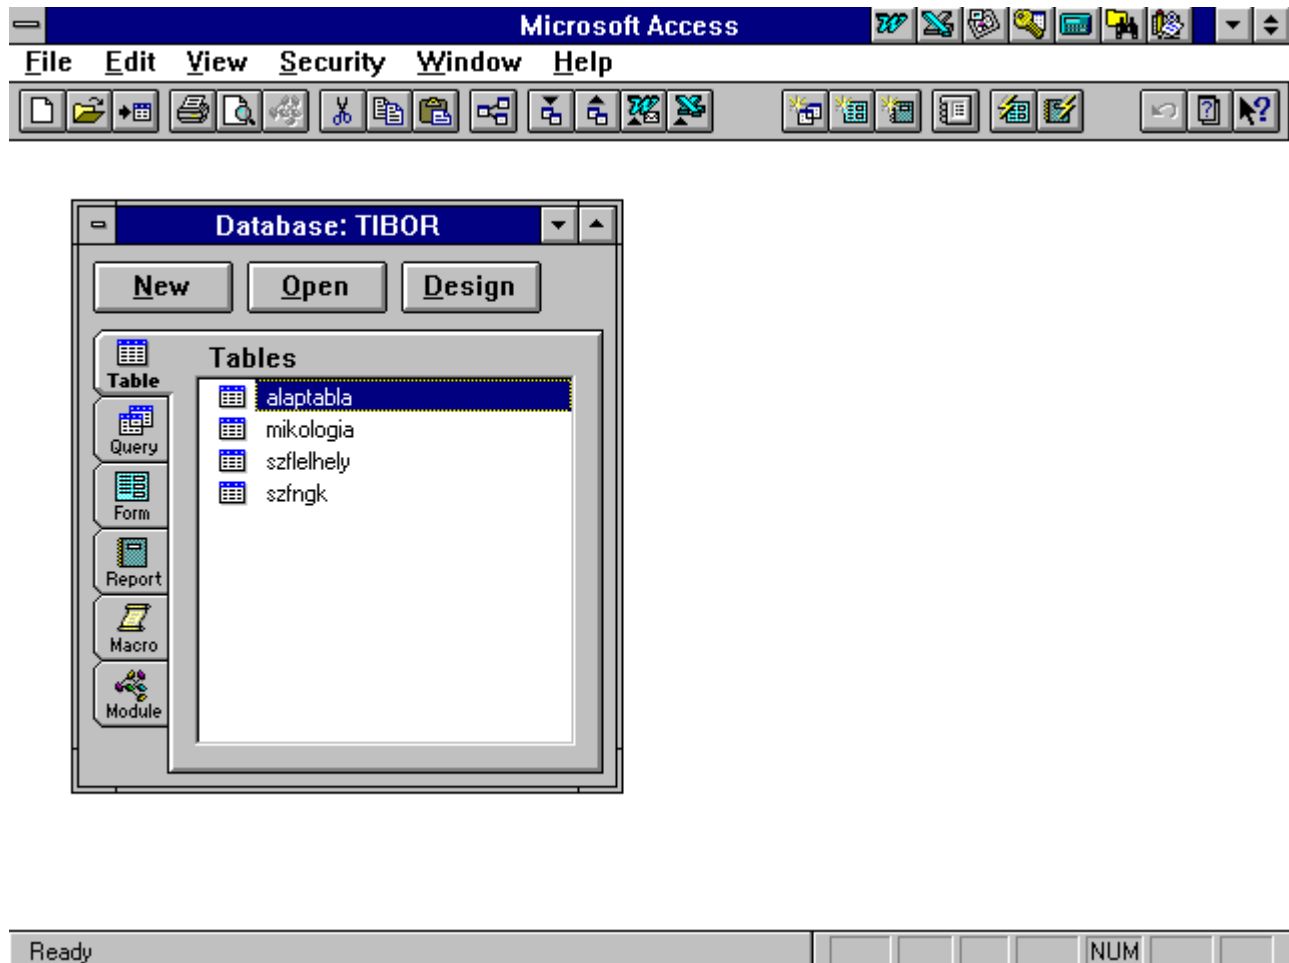 Microsoft Access
File Edit View Security Window Help
Database: TIBOR
New Open Design
Table
Query
Form
Report
Macro
Module
Tables
alaptabla
mikologia
szflelhely
szfngk
Ready NUM